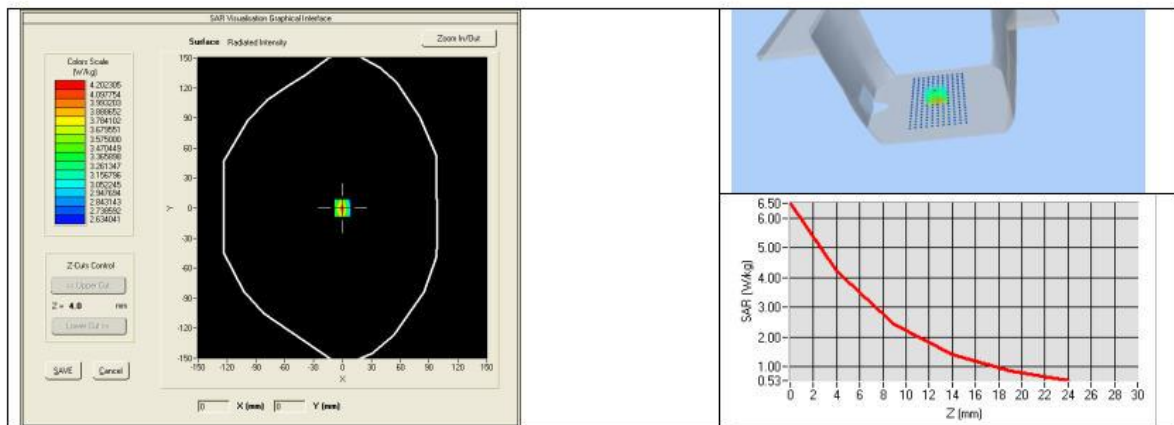 SAR Visualisation Graphical Interface
Surface Radiated Intensity
Zoom In/Out
Colors Scale
(W/kg)
4.202305
4.097754
3.993203
3.888652
3.784102
3.679551
3.575000
3.470449
3.365898
3.261347
3.156796
3.052245
2.947694
2.843143
2.738592
2.634041
150
120
90
60
30
0
-30
-60
-90
-120
-150
Y
-150 -120 -90 -60 -30 0 30 60 90 120 150
X
Z-Cuts Control
<< Upper Cut
Z = 4.0 mm
Lower Cut >>
SAVE Cancel
0 X (mm) 0 Y (mm)
SAR (W/kg)
6.50
6.00
5.00
4.00
3.00
2.00
1.00
0.53
0 2 4 6 8 10 12 14 16 18 20 22 24 26 28 30
Z (mm)